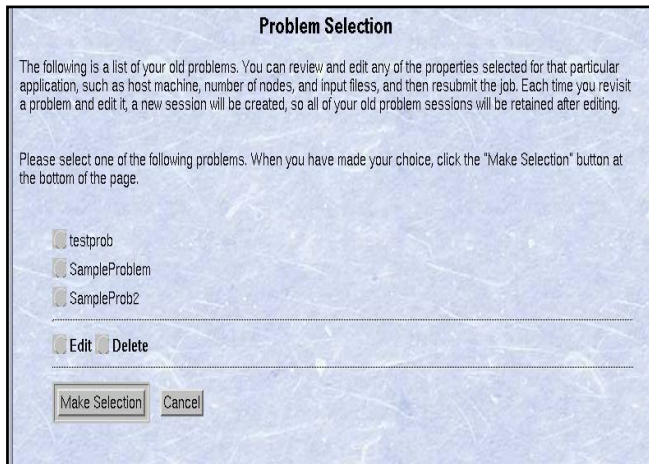 Problem Selection
The following is a list of your old problems. You can review and edit any of the properties selected for that particular
application, such as host machine, number of nodes, and input filess, and then resubmit the job. Each time you revisit
a problem and edit it, a new session will be created, so all of your old problem sessions will be retained after editing.
Please select one of the following problems. When you have made your choice, click the "Make Selection" button at
the bottom of the page.
testprob
SampleProblem
SampleProb2
Edit Delete
Make Selection Cancel